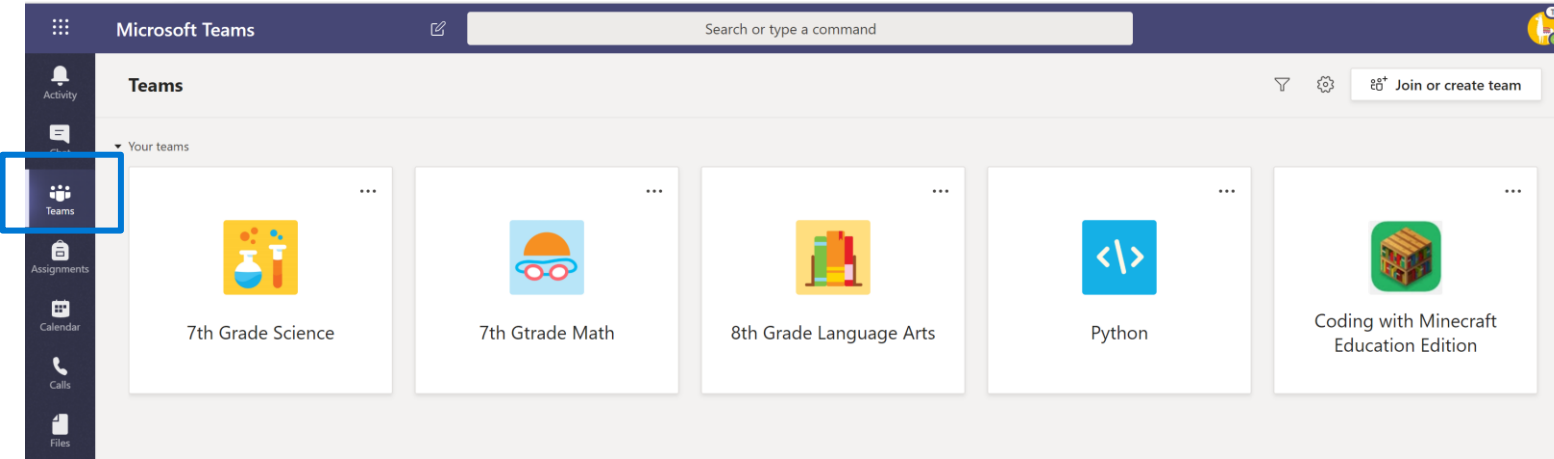 Microsoft Teams
Search or type a command
Activity
Chat
Teams
Assignments
Calendar
Calls
Files
Teams
Join or create team
Your teams
7th Grade Science
7th Gtrade Math
8th Grade Language Arts
Python
Coding with Minecraft
Education Edition